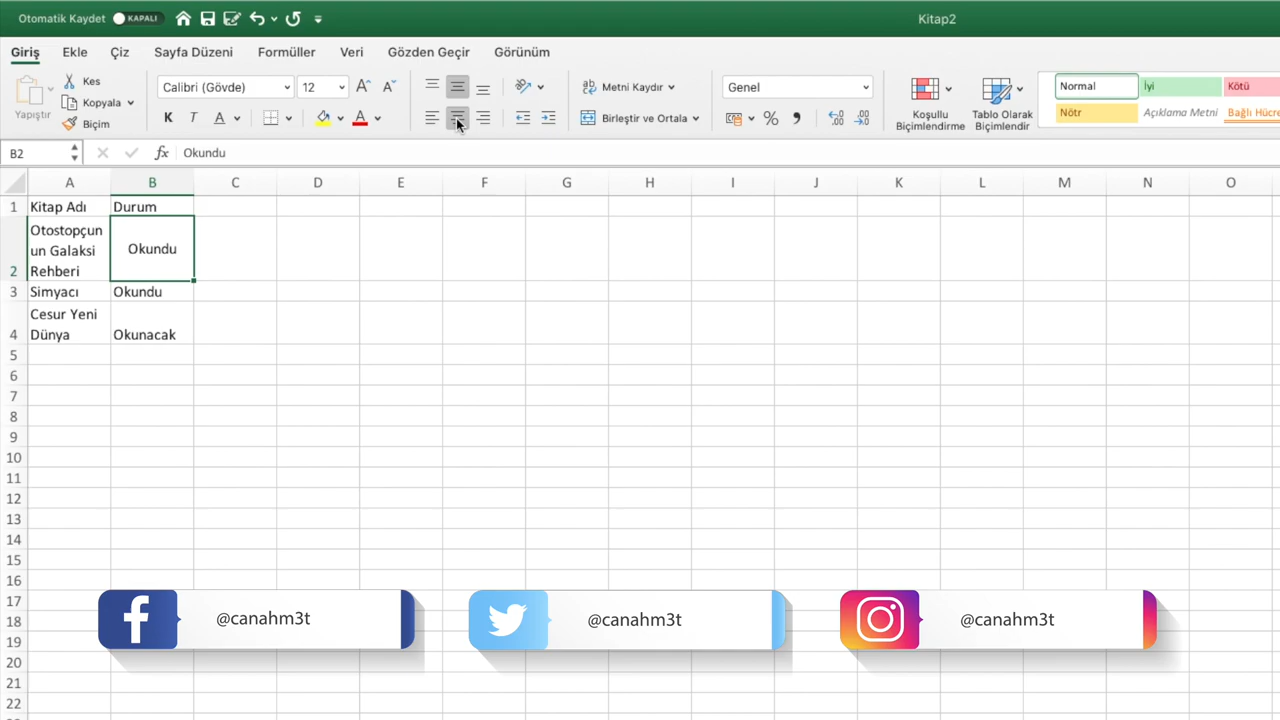 Otomatik Kaydet KAPALI
Kitap2
Giriş Ekle Çiz Sayfa Düzeni Formüller Veri Gözden Geçir Görünüm
Yapıştır
Kes
Kopyala
Biçim
Calibri (Gövde) 12
K T A A
Metni Kaydır
Birleştir ve Ortala
Genel
Koşullu
Biçimlendirme
Tablo Olarak
Biçimlendir
Normal İyi Kötü
Nötr Açıklama Metni Bağlı Hücre
B2 fx Okundu
A B C D E F G H I J K L M N O
1 Kitap Adı Durum
Otostopçun
un Galaksi Okundu
2 Rehberi
3 Simyacı Okundu
Cesur Yeni
4 Dünya Okunacak
5
6
7
8
9
10
11
12
13
14
15
16
17
18
19
20
21
22
@canahm3t @canahm3t @canahm3t